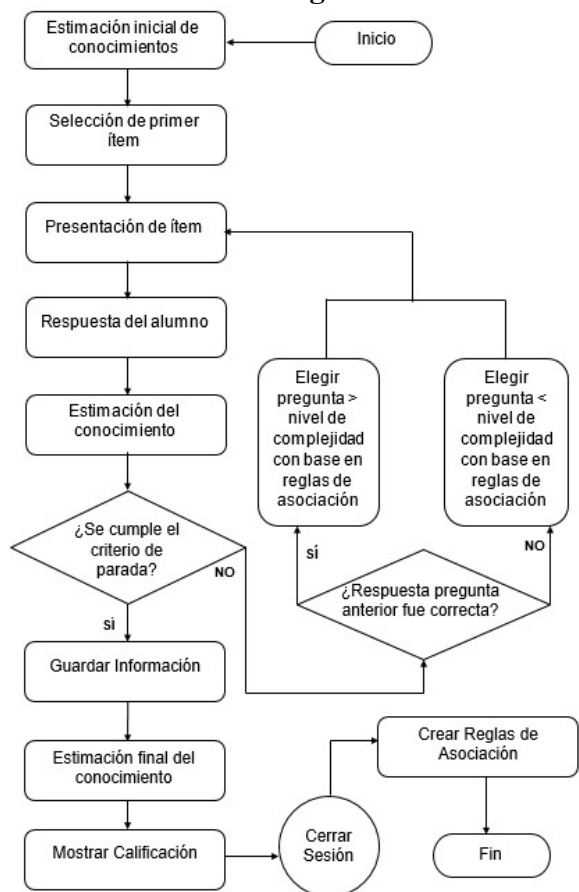 Estimación inicial de
conocimientos
Inicio
Selección de primer
ítem
Presentación de ítem
Respuesta del alumno
Estimación del
conocimiento
Elegir
pregunta >
nivel de
complejidad
con base en
reglas de
asociación
Elegir
pregunta <
nivel de
complejidad
con base en
reglas de
asociación
¿Se cumple el
criterio de
parada?
NO
si
sí
NO
¿Respuesta pregunta
anterior fue correcta?
Guardar Información
Estimación final del
conocimiento
Mostrar Calificación
Cerrar
Sesión
Crear Reglas de
Asociación
Fin